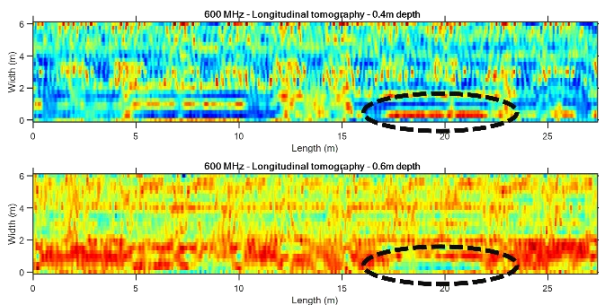 600 MHz - Longitudinal tomography - 0.4m depth
6
4
2
0
Width (m)
0 5 10 15 20 25
Length (m)
600 MHz - Longitudinal tomography - 0.6m depth
6
4
2
0
Width (m)
0 5 10 15 20 25
Length (m)